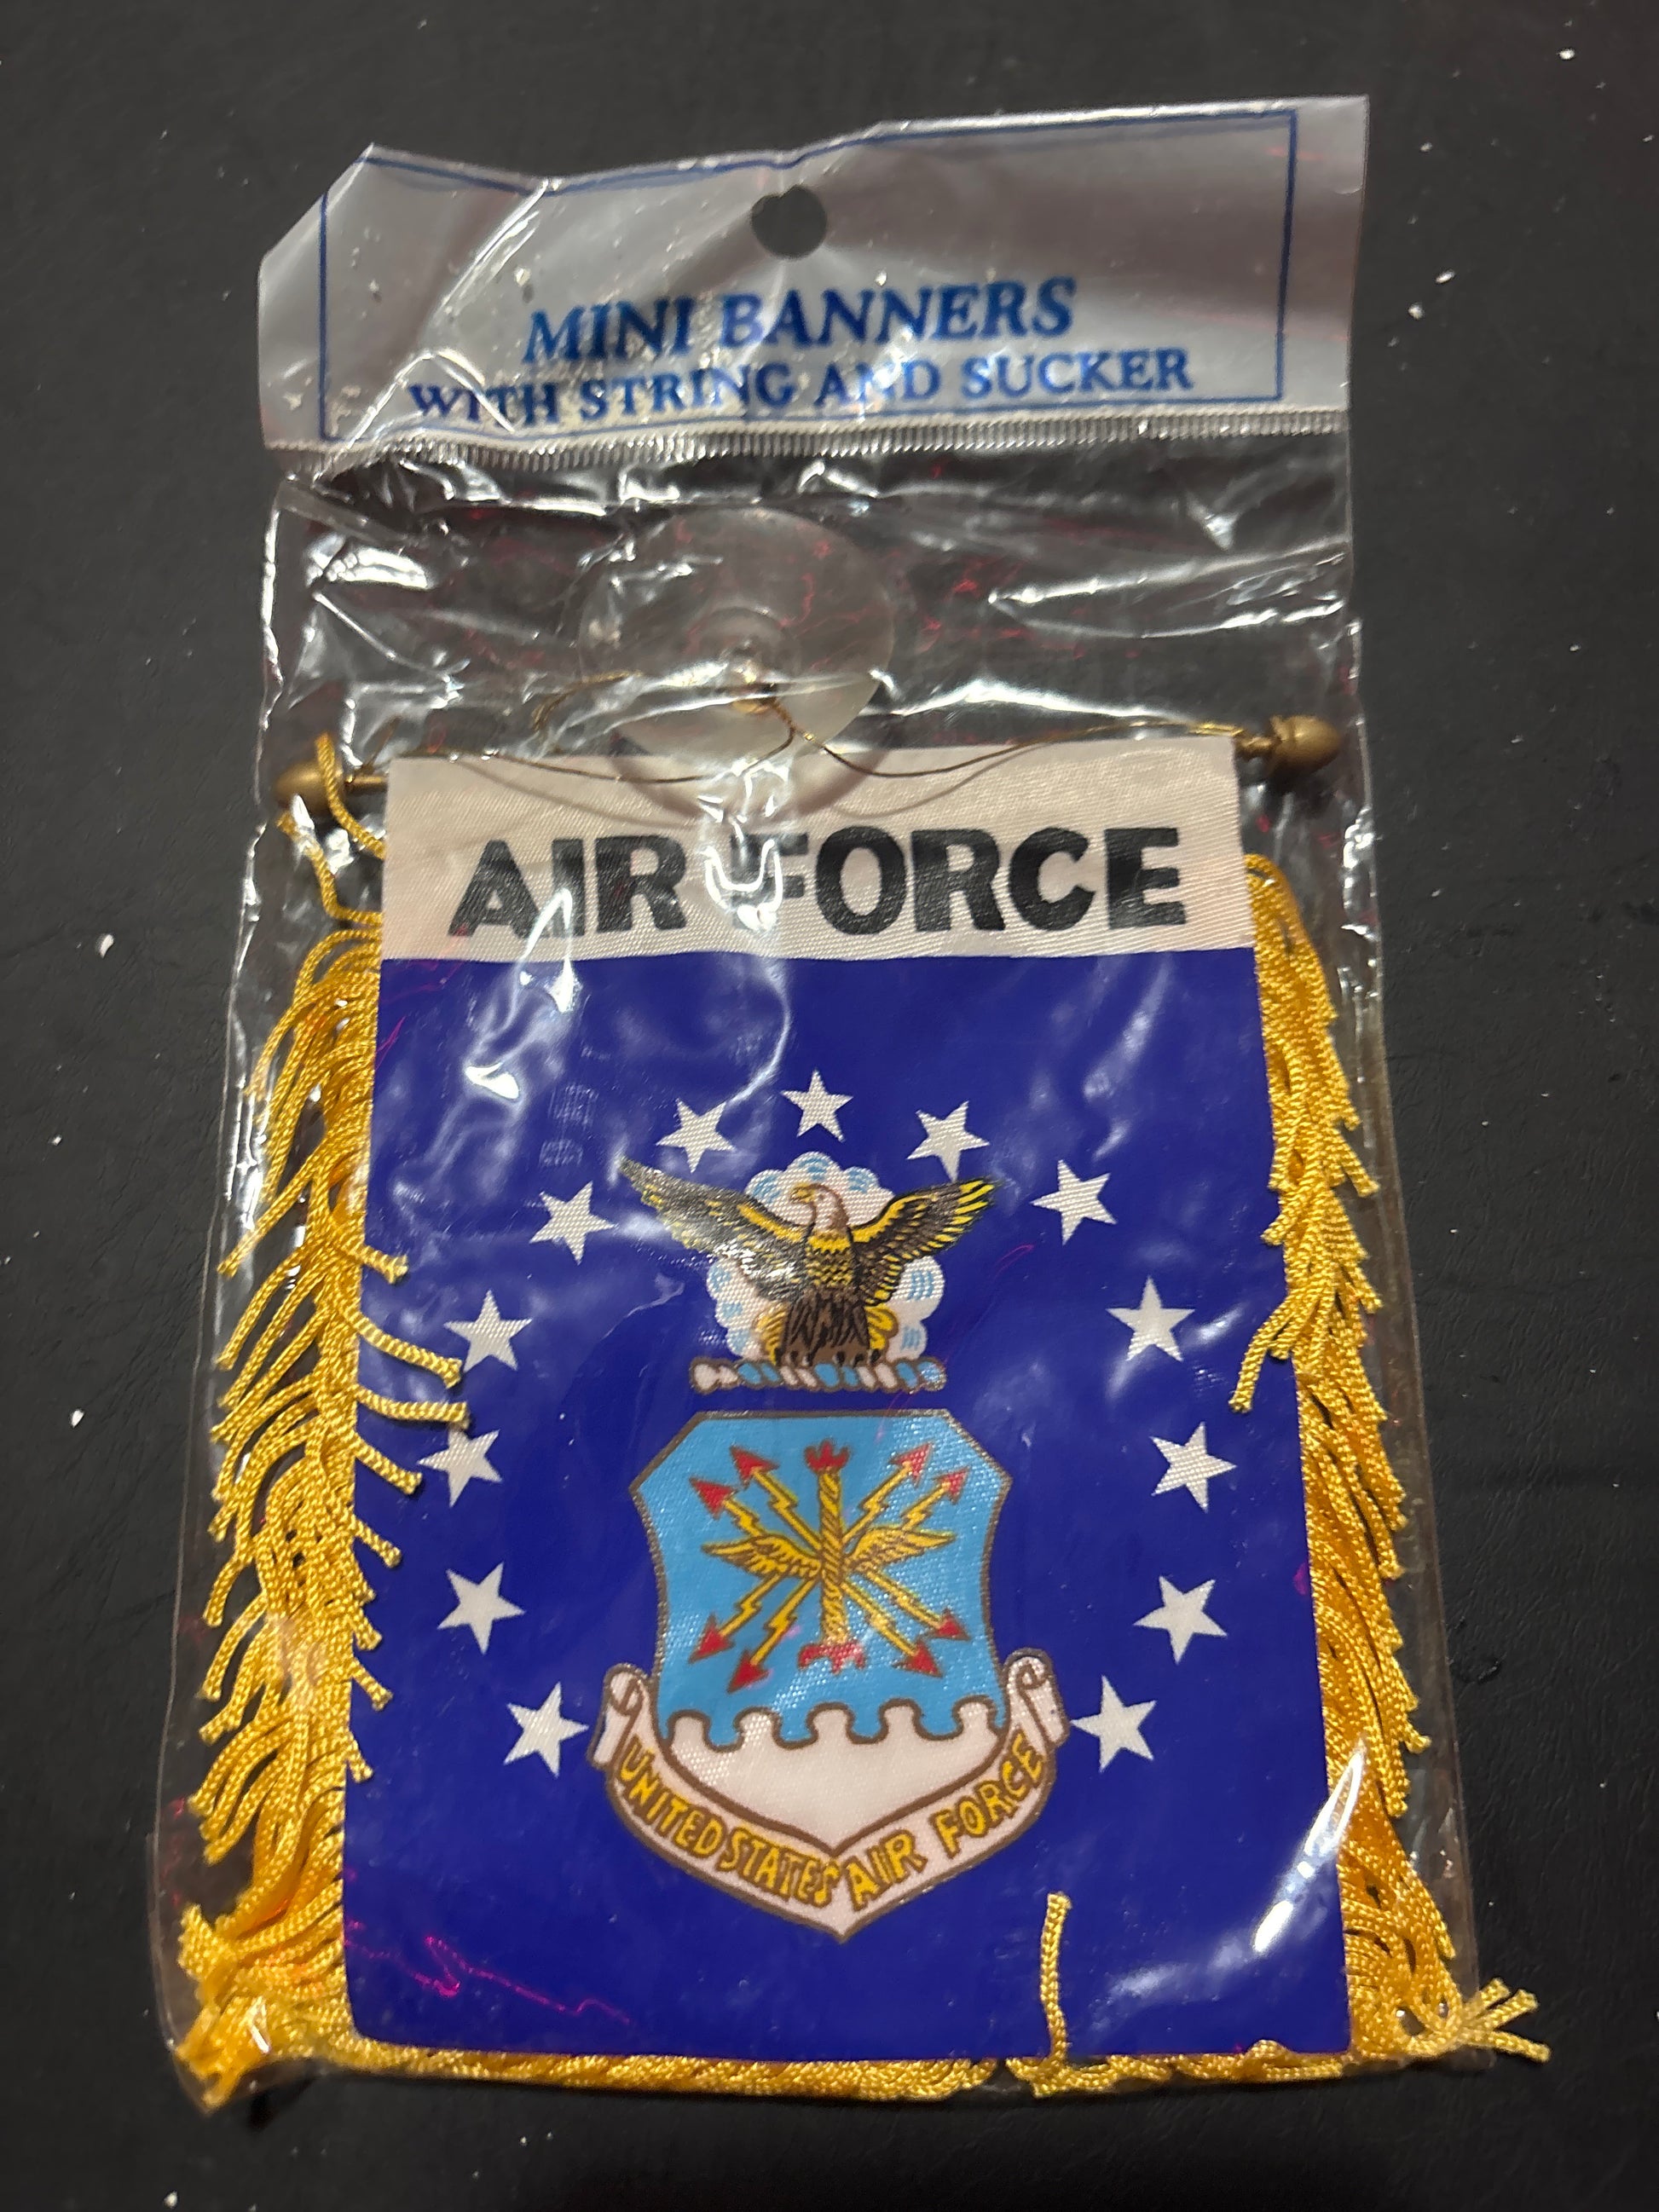 MINI BANNERS
WITH STRING AND SUCKER
AIR FORCE
UNITED STATES AIR FORCE